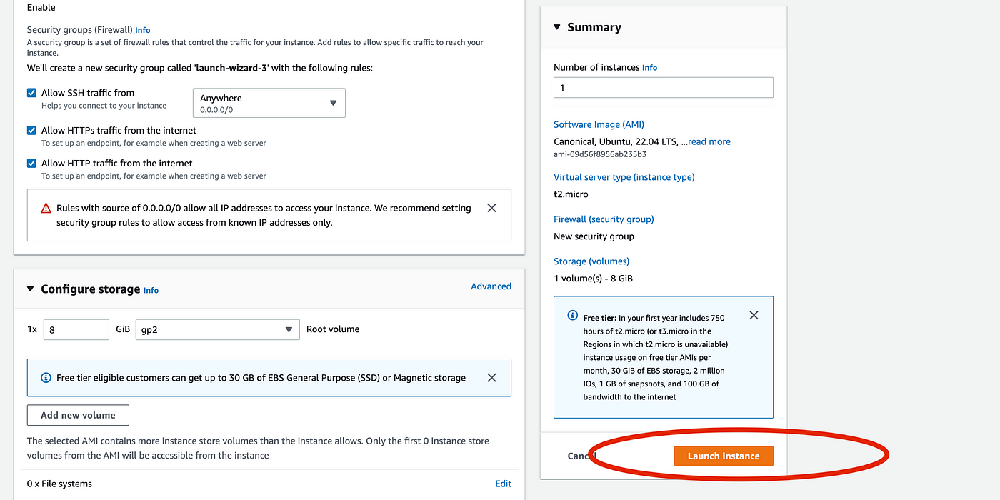 Enable
Security groups (Firewall) Info
A security group is a set of firewall rules that control the traffic for your instance. Add rules to allow specific traffic to reach your
instance.
We'll create a new security group called 'launch-wizard-3' with the following rules:
Allow SSH traffic from
Helps you connect to your instance
Anywhere
0.0.0.0/0
Allow HTTPs traffic from the internet
To set up an endpoint, for example when creating a web server
Allow HTTP traffic from the internet
To set up an endpoint, for example when creating a web server
Rules with source of 0.0.0.0/0 allow all IP addresses to access your instance. We recommend setting
security group rules to allow access from known IP addresses only.
Configure storage Info
Advanced
1x 8 GiB gp2 Root volume
Free tier eligible customers can get up to 30 GB of EBS General Purpose (SSD) or Magnetic storage
Add new volume
The selected AMI contains more instance store volumes than the instance allows. Only the first 0 instance store
volumes from the AMI will be accessible from the instance
0 x File systems
Edit
Summary
Number of instances Info
1
Software Image (AMI)
Canonical, Ubuntu, 22.04 LTS, ...read more
ami-09d56f8956ab235b3
Virtual server type (instance type)
t2.micro
Firewall (security group)
New security group
Storage (volumes)
1 volume(s) - 8 GiB
Free tier: In your first year includes 750
hours of t2.micro (or t3.micro in the
Regions in which t2.micro is unavailable)
instance usage on free tier AMIs per
month, 30 GiB of EBS storage, 2 million
IOs, 1 GB of snapshots, and 100 GB of
bandwidth to the internet
Cancel
Launch instance